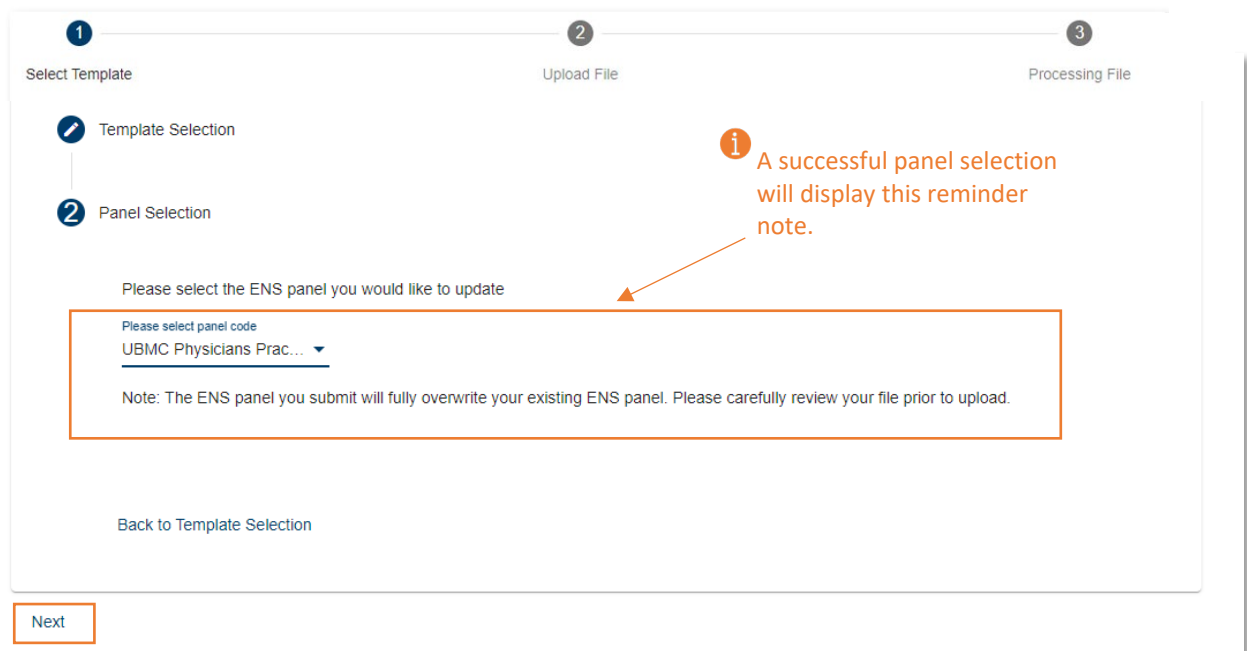 1 2 3
Select Template Upload File Processing File
Template Selection
i
A successful panel selection
will display this reminder
note.
2 Panel Selection
Please select the ENS panel you would like to update
Please select panel code
UBMC Physicians Prac...
Note: The ENS panel you submit will fully overwrite your existing ENS panel. Please carefully review your file prior to upload.
Back to Template Selection
Next